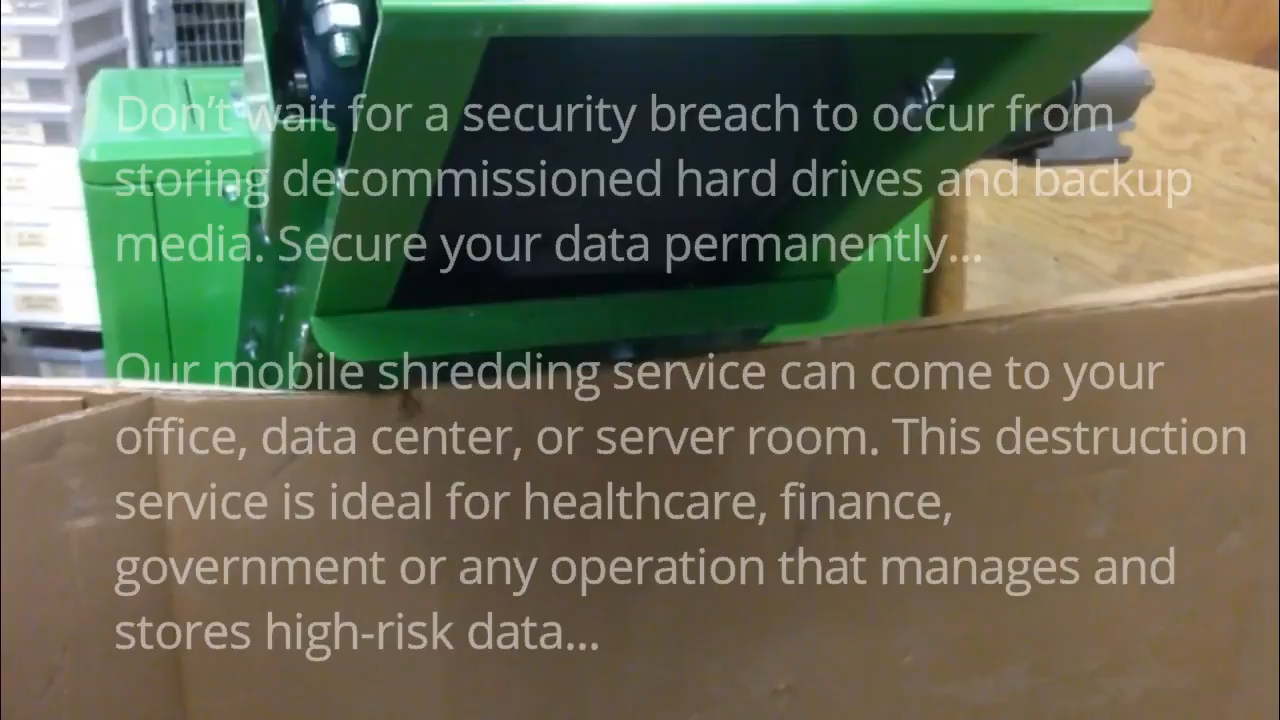 Don’t wait for a security breach to occur from
storing decommissioned hard drives and backup
media. Secure your data permanently...
Our mobile shredding service can come to your
office, data center, or server room. This destruction
service is ideal for healthcare, finance,
government or any operation that manages and
stores high-risk data...